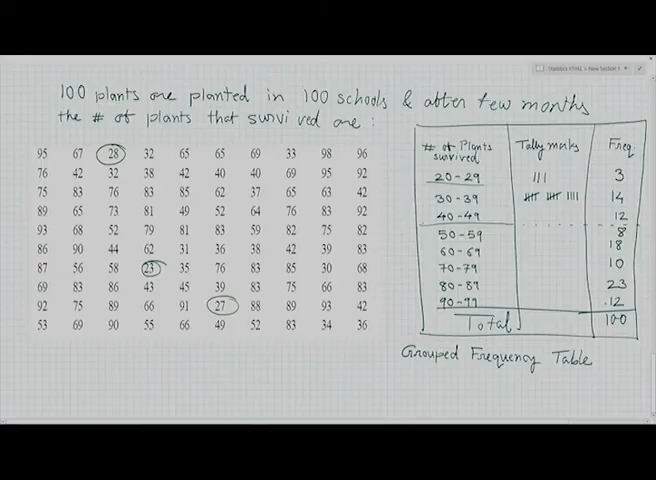 Statistics
100 plants are planted in 100 schools & after few months
the # of plants that survived are :
95 67 28 32 65 65 69 33 98 96
76 42 32 38 42 40 40 69 95 92
75 83 76 83 85 62 37 65 63 42
89 65 73 81 49 52 64 76 83 92
93 68 52 79 81 83 59 82 75 82
86 90 44 62 31 36 38 42 39 83
87 56 58 23 35 76 83 85 30 68
69 83 86 43 45 39 83 75 66 83
92 75 89 66 91 27 88 89 93 42
53 69 90 55 66 49 52 83 34 36
# of Plants survived Tally marks Freq.
20-29 3
30-39 14
40-49 12
50-59 8
60-69 18
70-79 10
80-89 23
90-99 12
Total 100
Grouped Frequency Table